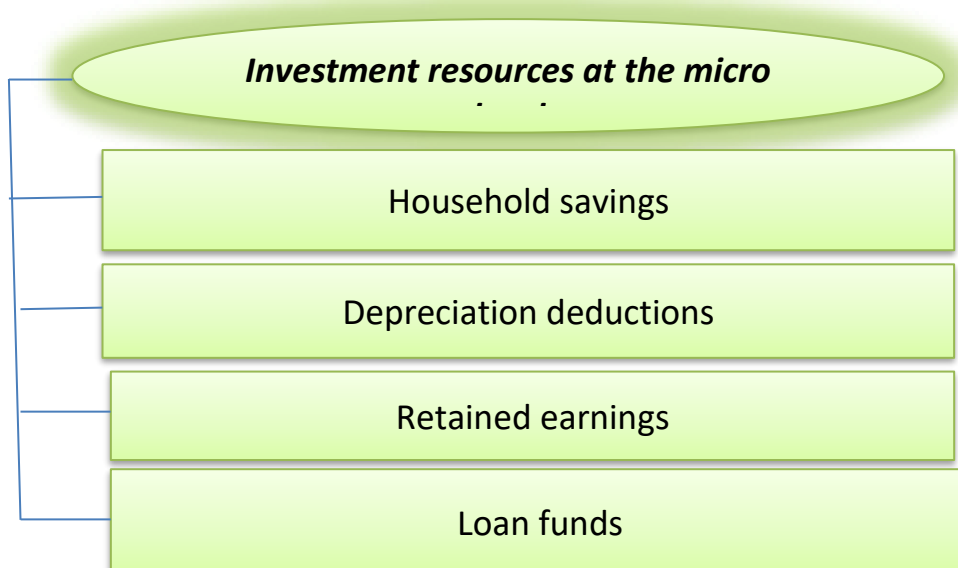 Investment resources at the micro
Household savings
Depreciation deductions
Retained earnings
Loan funds